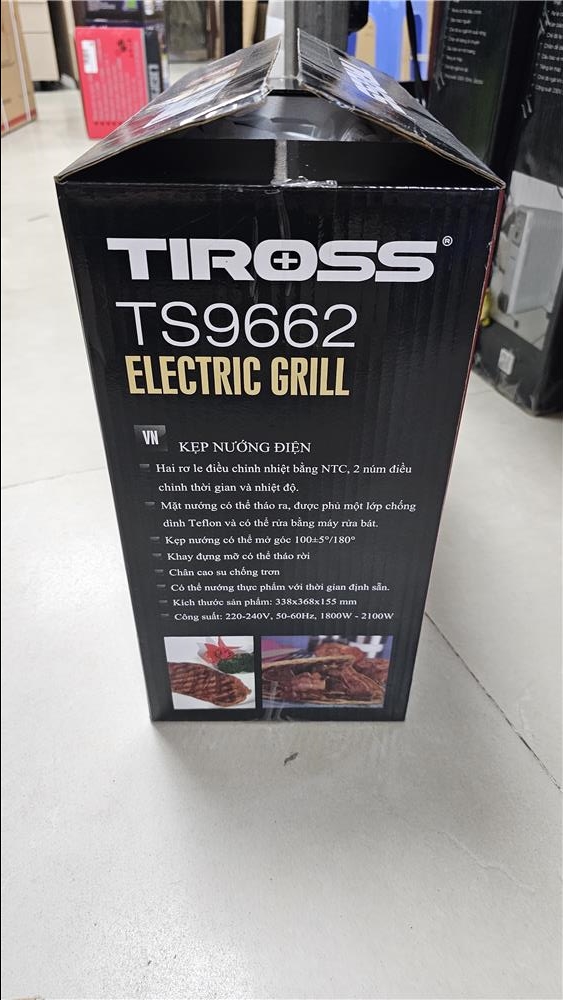 TIROSS®
TS9662
ELECTRIC GRILL
VN
KẸP NƯỚNG ĐIỆN
Hai rơ le điều chỉnh nhiệt bằng NTC, 2 núm điều
chỉnh thời gian và nhiệt độ.
Mặt nướng có thể tháo ra, được phủ một lớp chống
dính Teflon và có thể rửa bằng máy rửa bát.
Kẹp nướng có thể mở góc 100±5°/180°
Khay đựng mỡ có thể tháo rời
Chân cao su chống trơn
Có thể nướng thực phẩm với thời gian định sẵn.
Kích thước sản phẩm: 338x368x155 mm
Công suất: 220-240V, 50-60Hz, 1800W - 2100W